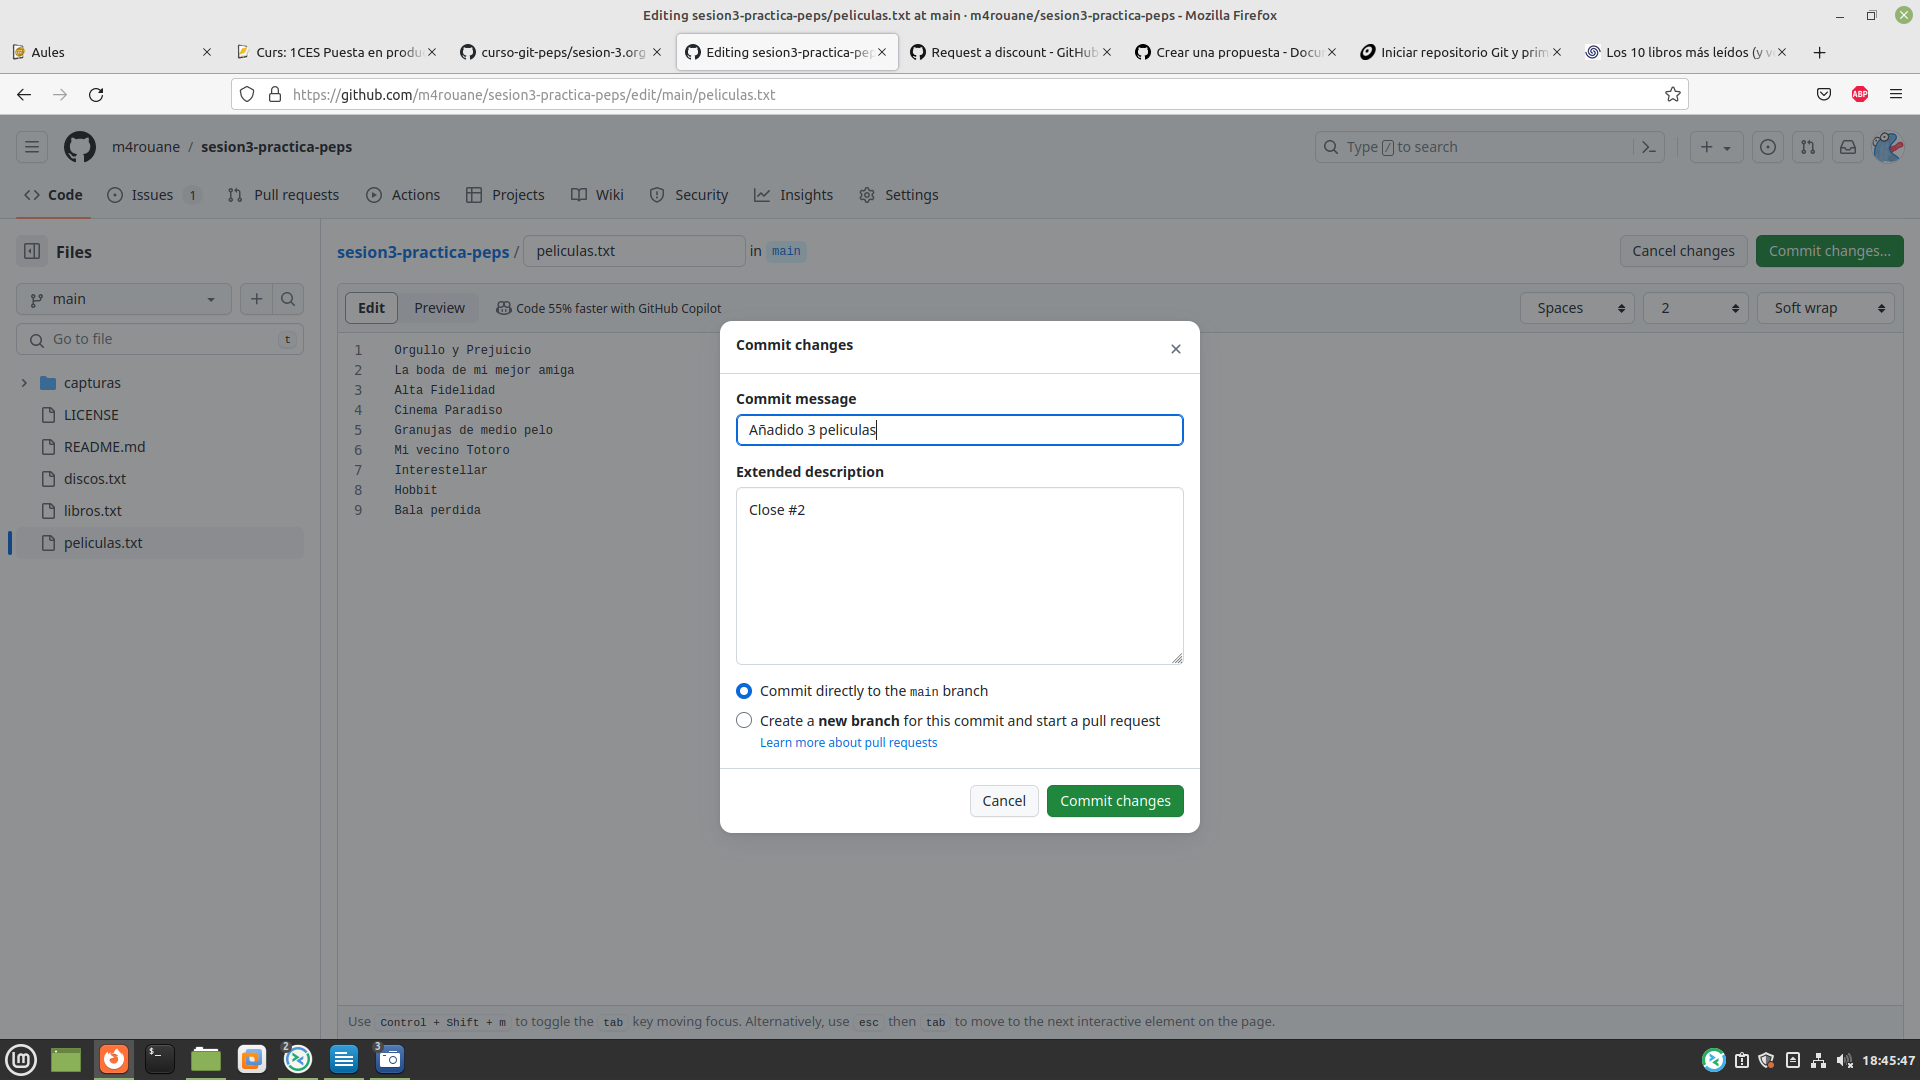 Editing sesion3-practica-peps/peliculas.txt at main · m4rouane/sesion3-practica-peps - Mozilla Firefox
Aules
Curs: 1CES Puesta en produ
curso-git-peps/sesion-3.org
Editing sesion3-practica-pep
Request a discount - GitHub
Crear una propuesta - Docu
Iniciar repositorio Git y prim
Los 10 libros más leídos (y v
https://github.com/m4rouane/sesion3-practica-peps/edit/main/peliculas.txt
ABP
m4rouane / sesion3-practica-peps
Type / to search
Code
Issues 1
Pull requests
Actions
Projects
Wiki
Security
Insights
Settings
Files
main
Go to file
t
capturas
LICENSE
README.md
discos.txt
libros.txt
peliculas.txt
sesion3-practica-peps / peliculas.txt in main
Cancel changes
Commit changes...
Edit
Preview
Code 55% faster with GitHub Copilot
Spaces
2
Soft wrap
1 Orgullo y Prejuicio
2 La boda de mi mejor amiga
3 Alta Fidelidad
4 Cinema Paradiso
5 Granujas de medio pelo
6 Mi vecino Totoro
7 Interestellar
8 Hobbit
9 Bala perdida
Commit changes
Commit message
Añadido 3 peliculas
Extended description
Close #2
Commit directly to the main branch
Create a new branch for this commit and start a pull request
Learn more about pull requests
Cancel
Commit changes
Use Control + Shift + m to toggle the tab key moving focus. Alternatively, use esc then tab to move to the next interactive element on the page.
2
3
18:45:47